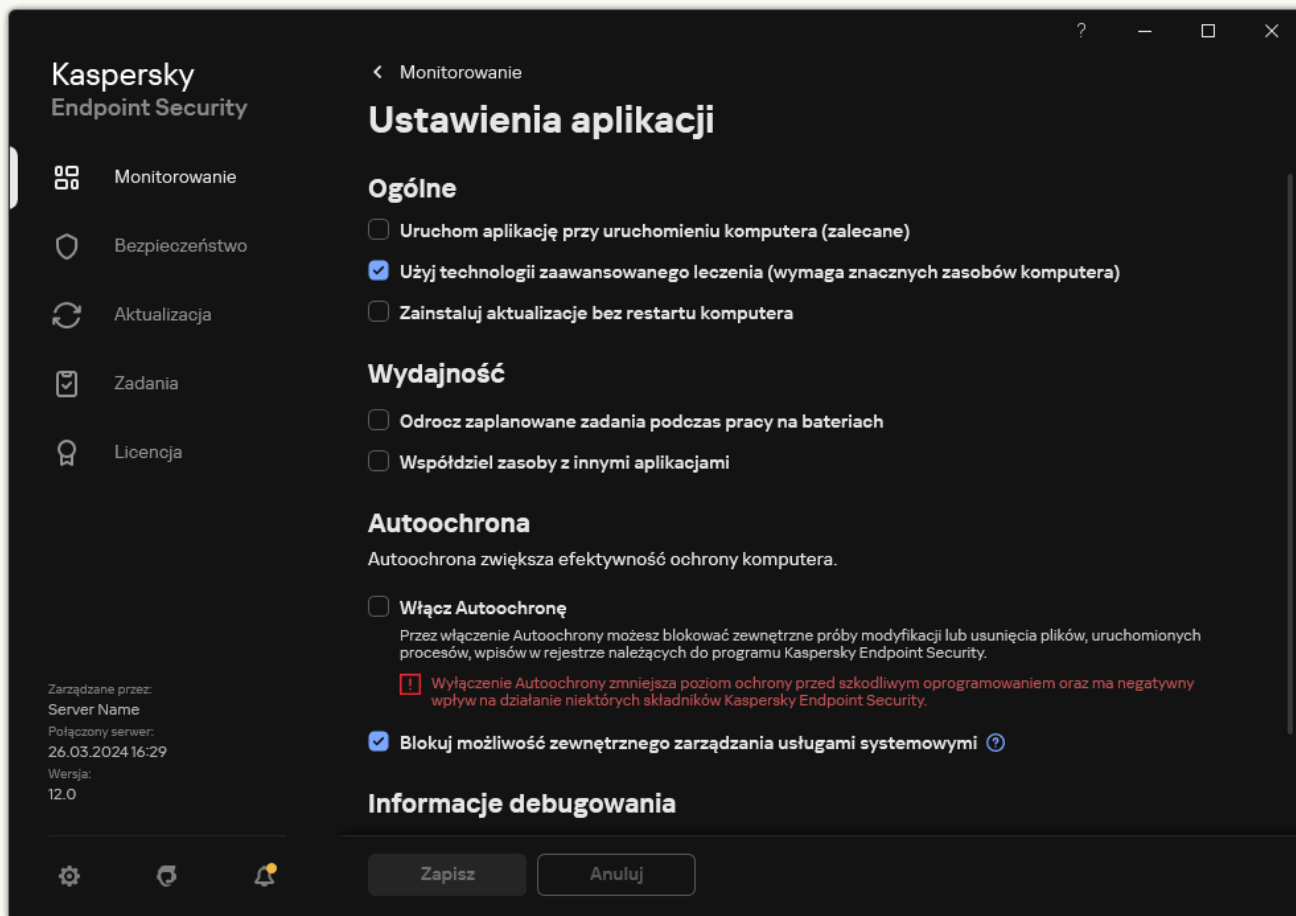 ?
Kaspersky
Endpoint Security
Monitorowanie
Bezpieczeństwo
Aktualizacja
Zadania
Licencja
Zarządzane przez:
Server Name
Połączony serwer:
26.03.2024 16:29
Wersja:
12.0
Monitorowanie
Ustawienia aplikacji
Ogólne
Uruchom aplikację przy uruchomieniu komputera (zalecane)
Użyj technologii zaawansowanego leczenia (wymaga znacznych zasobów komputera)
Zainstaluj aktualizacje bez restartu komputera
Wydajność
Odrocz zaplanowane zadania podczas pracy na bateriach
Współdziel zasoby z innymi aplikacjami
Autoochrona
Autoochrona zwiększa efektywność ochrony komputera.
Włącz Autoochronę
Przez włączenie Autoochrony możesz blokować zewnętrzne próby modyfikacji lub usunięcia plików, uruchomionych
procesów, wpisów w rejestrze należących do programu Kaspersky Endpoint Security.
! Wyłączenie Autoochrony zmniejsza poziom ochrony przed szkodliwym oprogramowaniem oraz ma negatywny
wpływ na działanie niektórych składników Kaspersky Endpoint Security.
Blokuj możliwość zewnętrznego zarządzania usługami systemowymi ?
Informacje debugowania
Zapisz
Anuluj